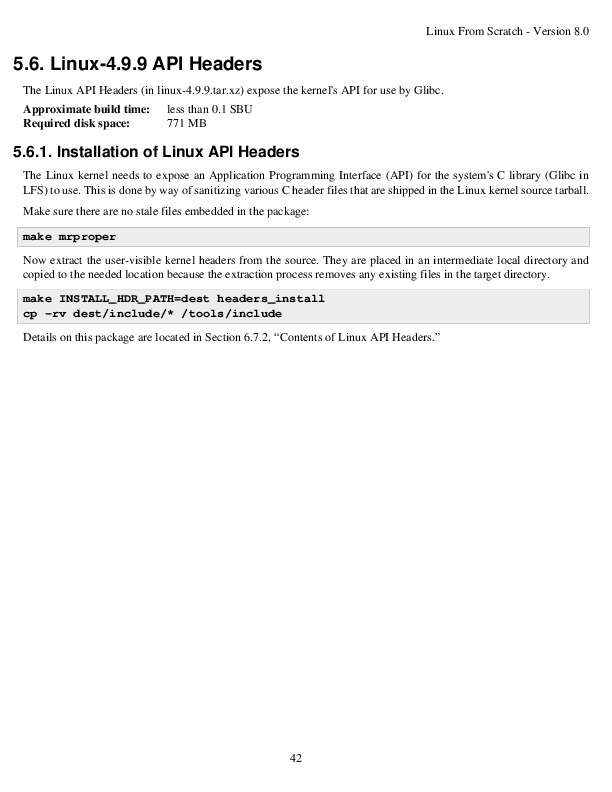 Linux From Scratch - Version 8.0
5.6. Linux-4.9.9 API Headers
The Linux API Headers (in linux-4.9.9.tar.xz) expose the kernel's API for use by Glibc.
Approximate build time: less than 0.1 SBU
Required disk space: 771 MB
5.6.1. Installation of Linux API Headers
The Linux kernel needs to expose an Application Programming Interface (API) for the system's C library (Glibc in
LFS) to use. This is done by way of sanitizing various C header files that are shipped in the Linux kernel source tarball.
Make sure there are no stale files embedded in the package:
make mrproper
Now extract the user-visible kernel headers from the source. They are placed in an intermediate local directory and
copied to the needed location because the extraction process removes any existing files in the target directory.
make INSTALL_HDR_PATH=dest headers_install
cp -rv dest/include/* /tools/include
Details on this package are located in Section 6.7.2, “Contents of Linux API Headers.”
42